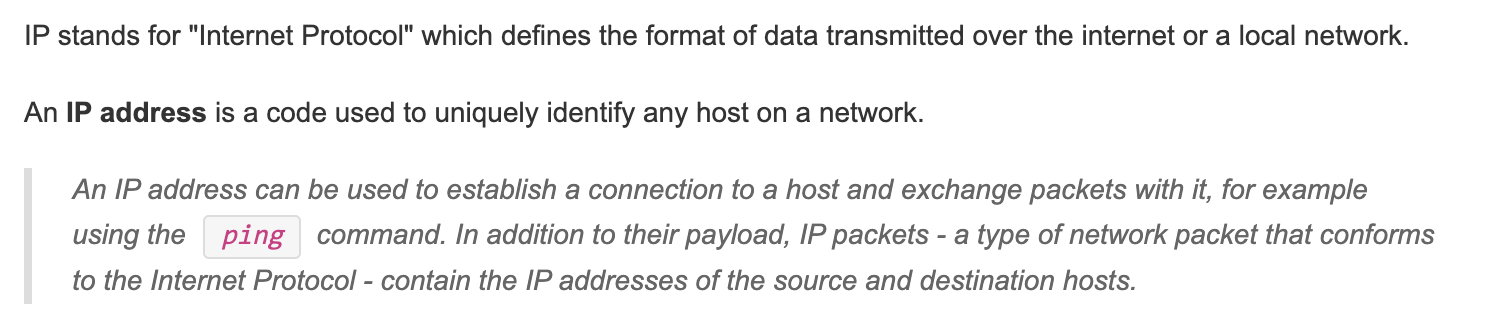 IP stands for "Internet Protocol" which defines the format of data transmitted over the internet or a local network.
An IP address is a code used to uniquely identify any host on a network.
An IP address can be used to establish a connection to a host and exchange packets with it, for example
using the ping command. In addition to their payload, IP packets - a type of network packet that conforms
to the Internet Protocol - contain the IP addresses of the source and destination hosts.